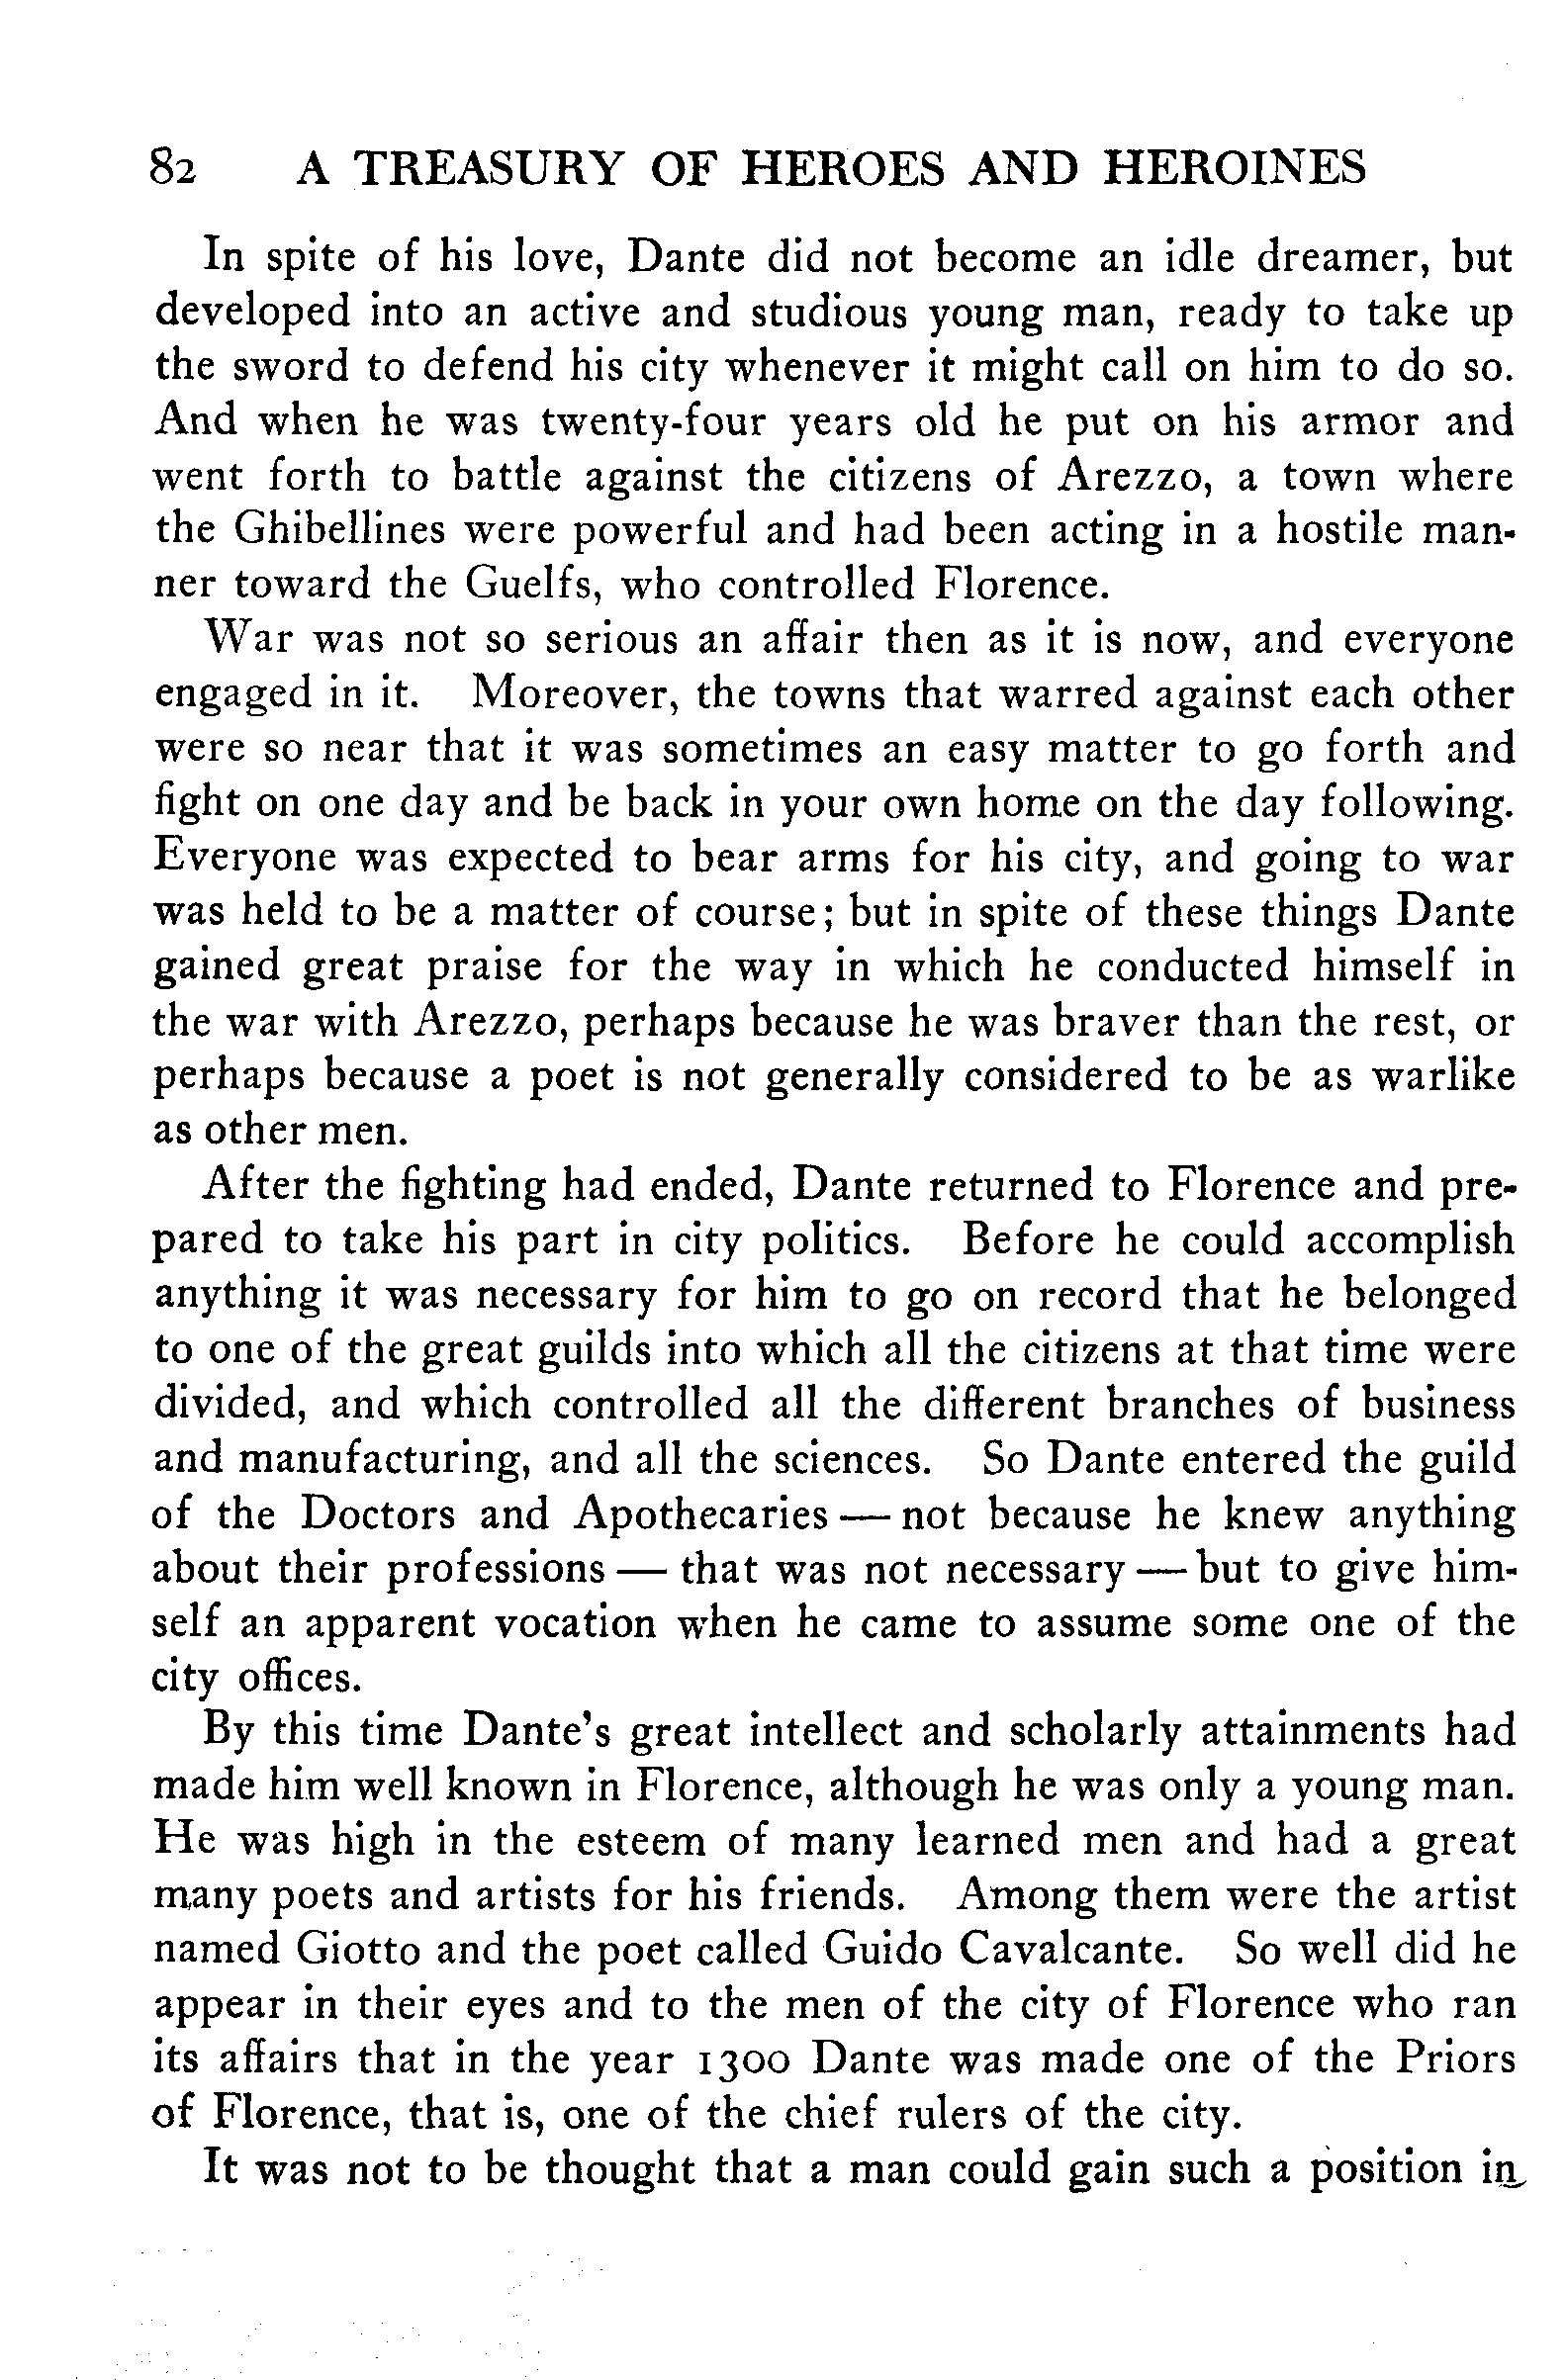 82 A TREASURY OF HEROES AND HEROINES
In spite of his love, Dante did not become an idle dreamer, but
developed into an active and studious young man, ready to take up
the sword to defend his city whenever it might call on him to do so.
And when he was twenty-four years old he put on his armor and
went forth to battle against the citizens of Arezzo, a town where
the Ghibellines were powerful and had been acting in a hostile man-
ner toward the Guelfs, who controlled Florence.
War was not so serious an affair then as it is now, and everyone
engaged in it. Moreover, the towns that warred against each other
were so near that it was sometimes an easy matter to go forth and
fight on one day and be back in your own home on the day following.
Everyone was expected to bear arms for his city, and going to war
was held to be a matter of course; but in spite of these things Dante
gained great praise for the way in which he conducted himself in
the war with Arezzo, perhaps because he was braver than the rest, or
perhaps because a poet is not generally considered to be as warlike
as other men.
After the fighting had ended, Dante returned to Florence and pre-
pared to take his part in city politics. Before he could accomplish
anything it was necessary for him to go on record that he belonged
to one of the great guilds into which all the citizens at that time were
divided, and which controlled all the different branches of business
and manufacturing, and all the sciences. So Dante entered the guild
of the Doctors and Apothecaries — not because he knew anything
about their professions — that was not necessary — but to give him-
self an apparent vocation when he came to assume some one of the
city offices.
By this time Dante's great intellect and scholarly attainments had
made him well known in Florence, although he was only a young man.
He was high in the esteem of many learned men and had a great
many poets and artists for his friends. Among them were the artist
named Giotto and the poet called Guido Cavalcante. So well did he
appear in their eyes and to the men of the city of Florence who ran
its affairs that in the year 1300 Dante was made one of the Priors
of Florence, that is, one of the chief rulers of the city.
It was not to be thought that a man could gain such a position in